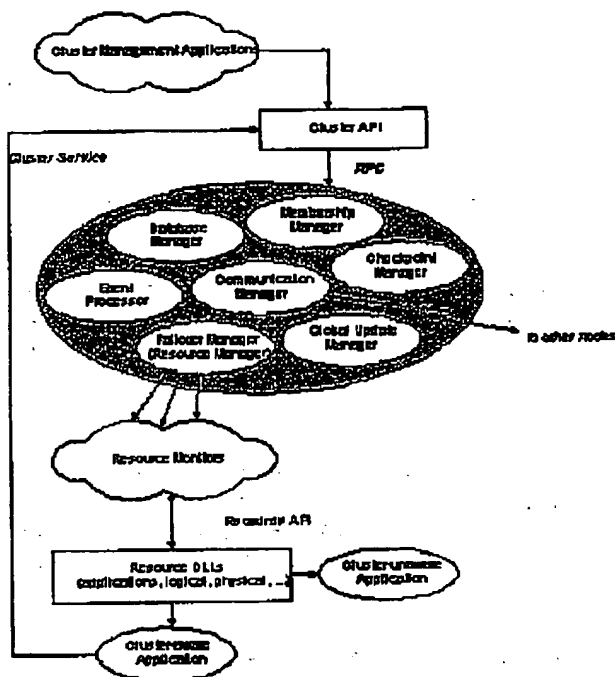 Cluster Management Applications
Cluster API
Cluster Service
RPC
Database
Manager
Membership
Manager
Checkpoint
Manager
Event
Processor
Communication
Manager
Failover Manager
(Resource Manager)
Global Update
Manager
To other nodes
Resource Monitors
Resource API
Resource DLLs
(applications, logical, physical, ...)
Cluster-unaware
Application
Cluster-aware
Application